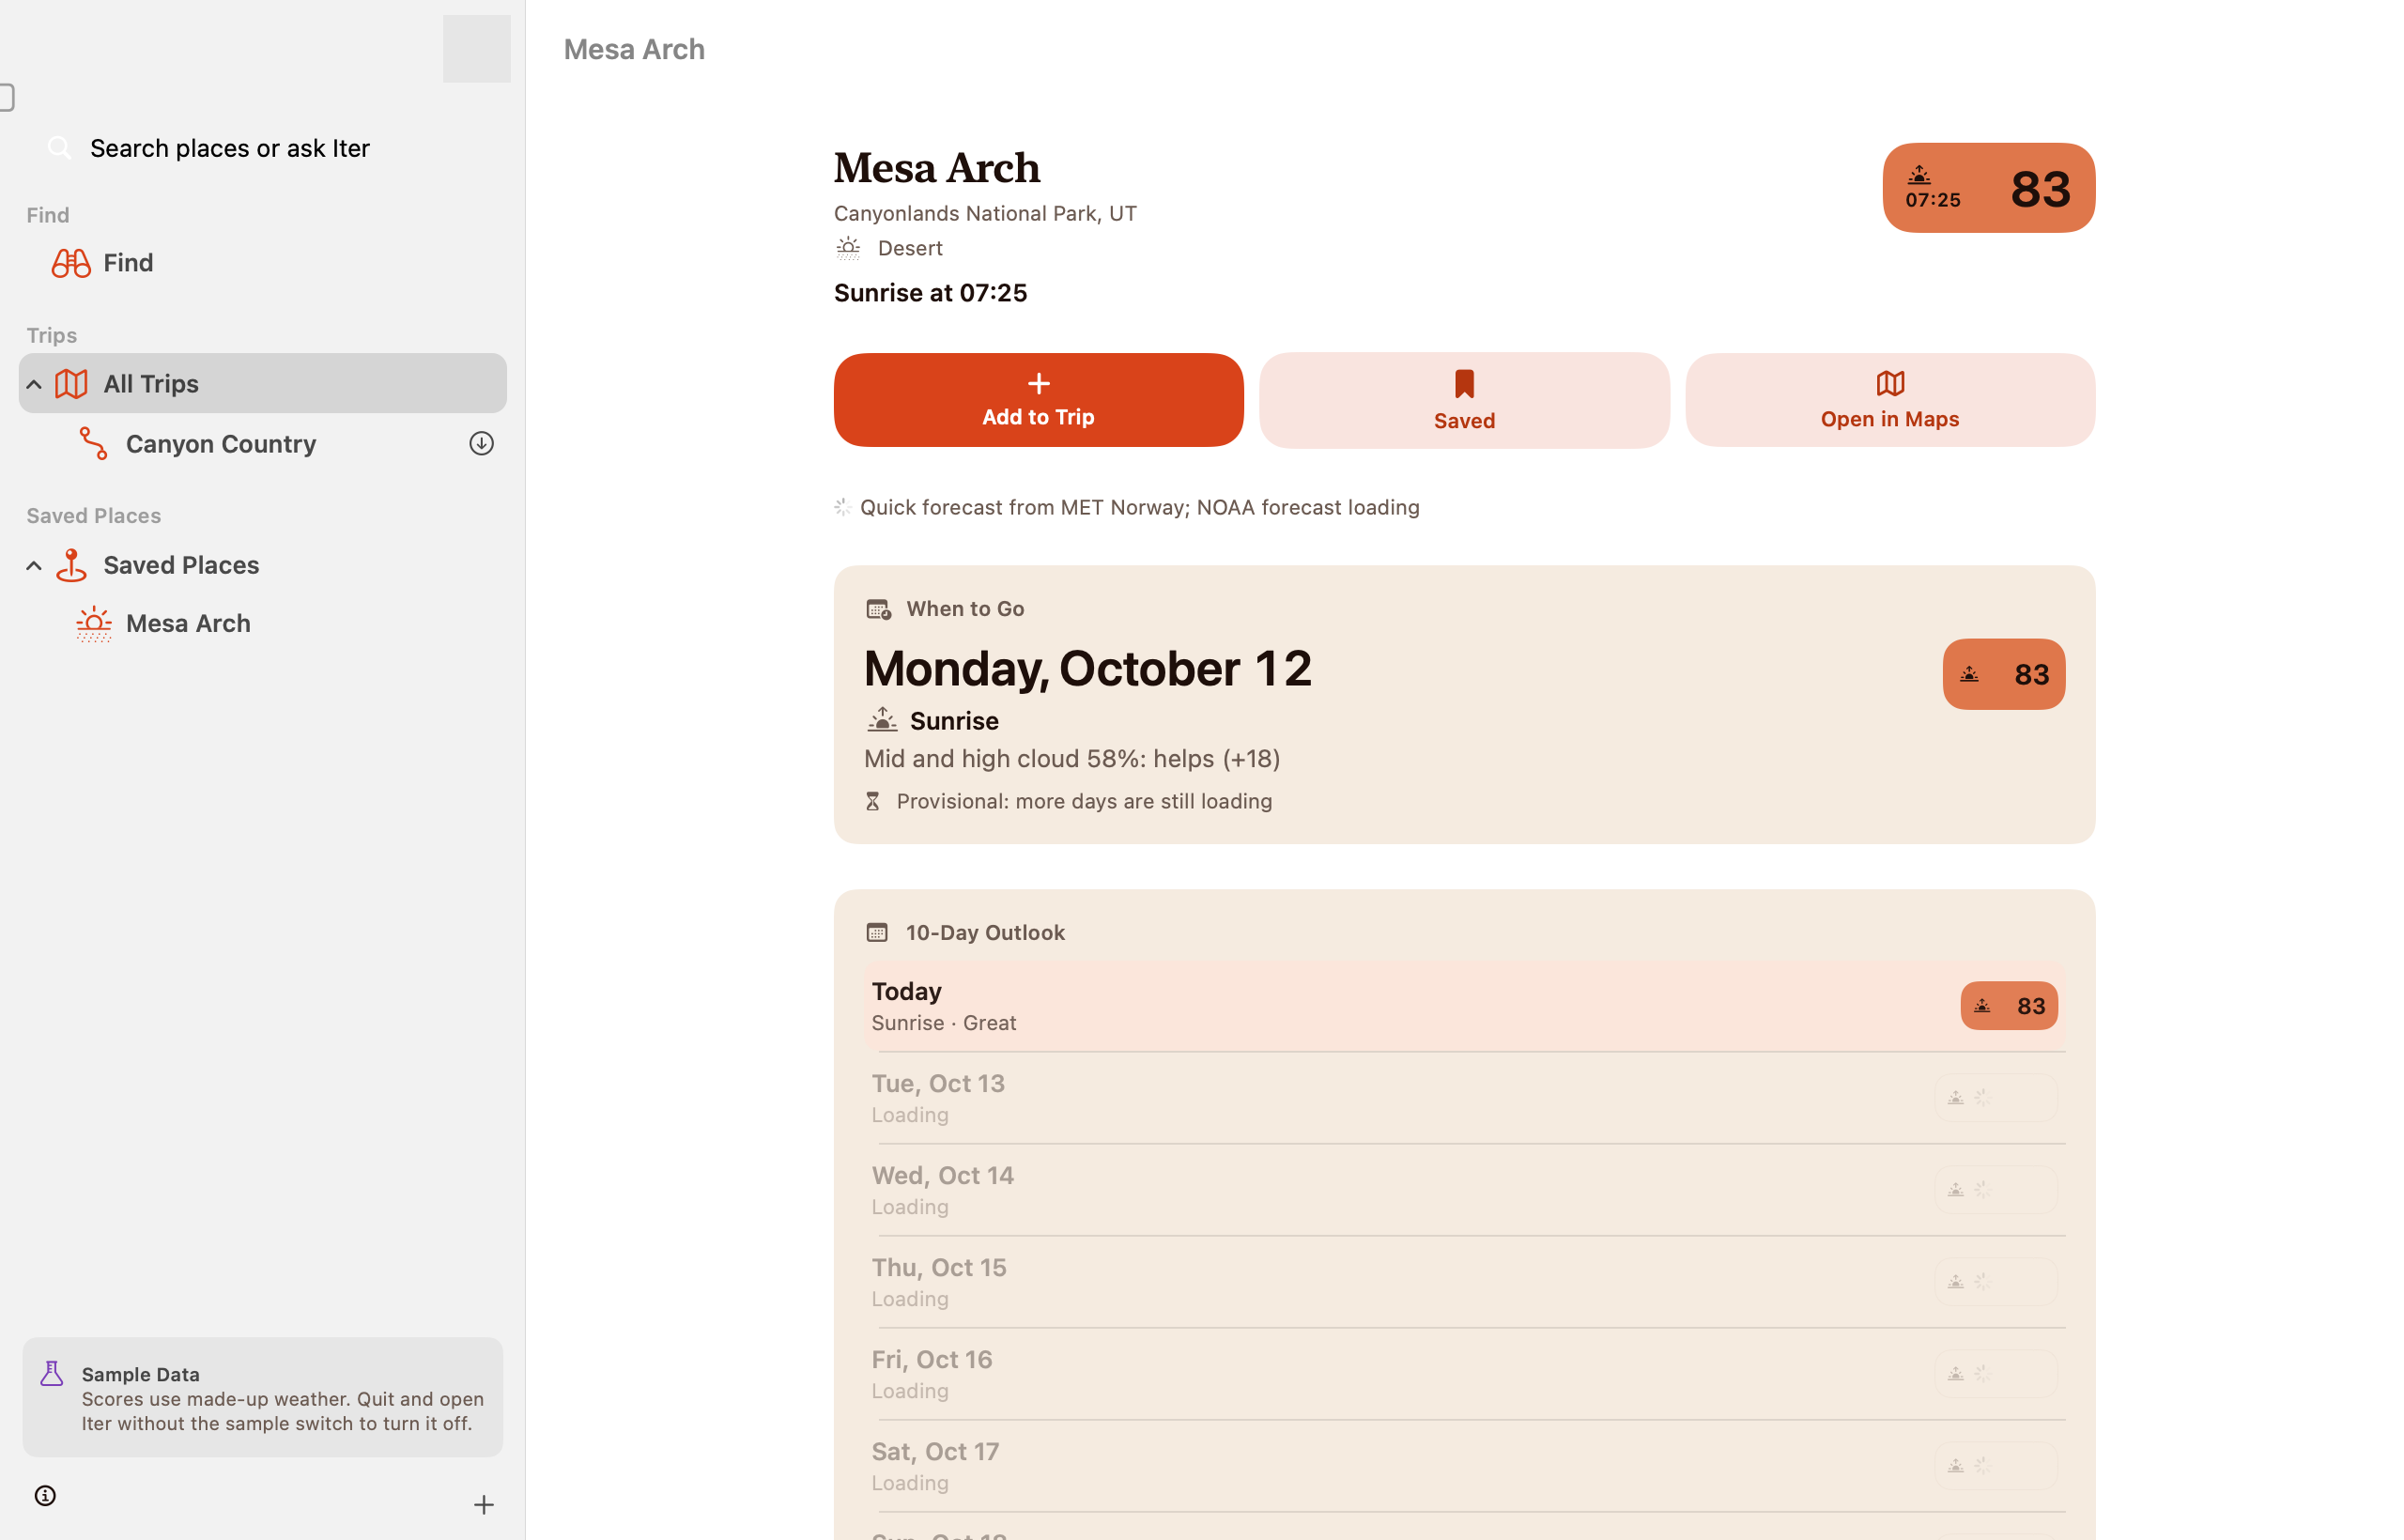 Mesa Arch
Search places or ask Iter
Find
Find
Trips
All Trips
Canyon Country
Saved Places
Saved Places
Mesa Arch
Sample Data
Scores use made-up weather. Quit and open
Iter without the sample switch to turn it off.
Mesa Arch
Canyonlands National Park, UT
Desert
Sunrise at 07:25
07:25
83
Add to Trip
Saved
Open in Maps
Quick forecast from MET Norway; NOAA forecast loading
When to Go
Monday, October 12
83
Sunrise
Mid and high cloud 58%: helps (+18)
Provisional: more days are still loading
10-Day Outlook
Today
Sunrise · Great
83
Tue, Oct 13
Loading
Wed, Oct 14
Loading
Thu, Oct 15
Loading
Fri, Oct 16
Loading
Sat, Oct 17
Loading